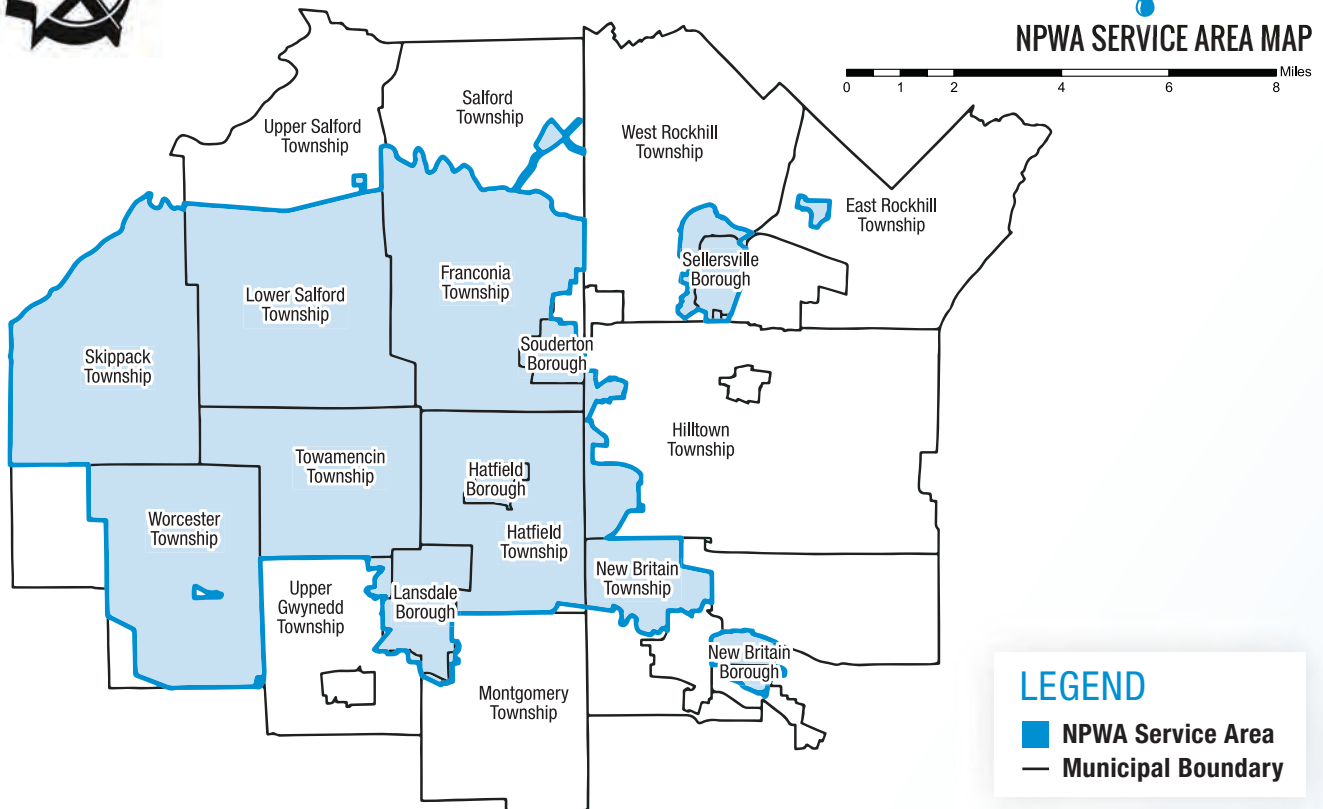 NPWA SERVICE AREA MAP
Miles
0 1 2 4 6 8
Salford
Township
Upper Salford
Township
West Rockhill
Township
East Rockhill
Township
Sellersville
Borough
Franconia
Township
Lower Salford
Township
Souderton
Borough
Skippack
Township
Hilltown
Township
Towamencin
Township
Hatfield
Borough
Worcester
Township
Hatfield
Township
New Britain
Township
Upper
Gwynedd
Township
Lansdale
Borough
New Britain
Borough
Montgomery
Township
LEGEND
NPWA Service Area
Municipal Boundary